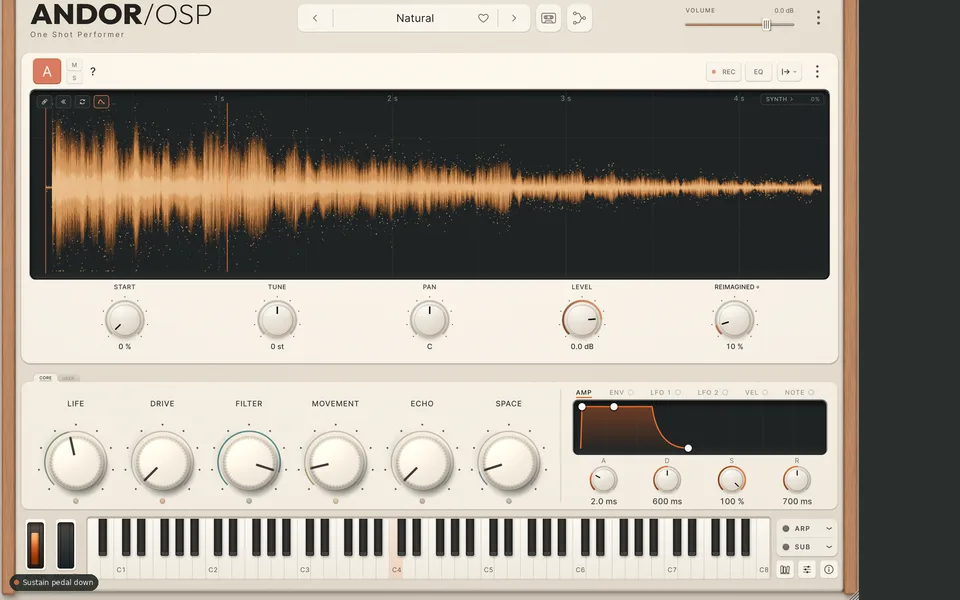 ANDOR/OSP
One Shot Performer
Natural
VOLUME 0.0 dB
A
M
S
?
REC
EQ
1 s 2 s 3 s 4 s
SYNTH > 0%
START TUNE PAN LEVEL REIMAGINED
0 % 0 st C 0.0 dB 10 %
CORE
LIFE DRIVE FILTER MOVEMENT ECHO SPACE
AMP ENV LFO 1 LFO 2 VEL NOTE
A D S R
2.0 ms 600 ms 100 % 700 ms
ARP
SUB
C1 C2 C3 C4 C5 C6 C7 C8
Sustain pedal down